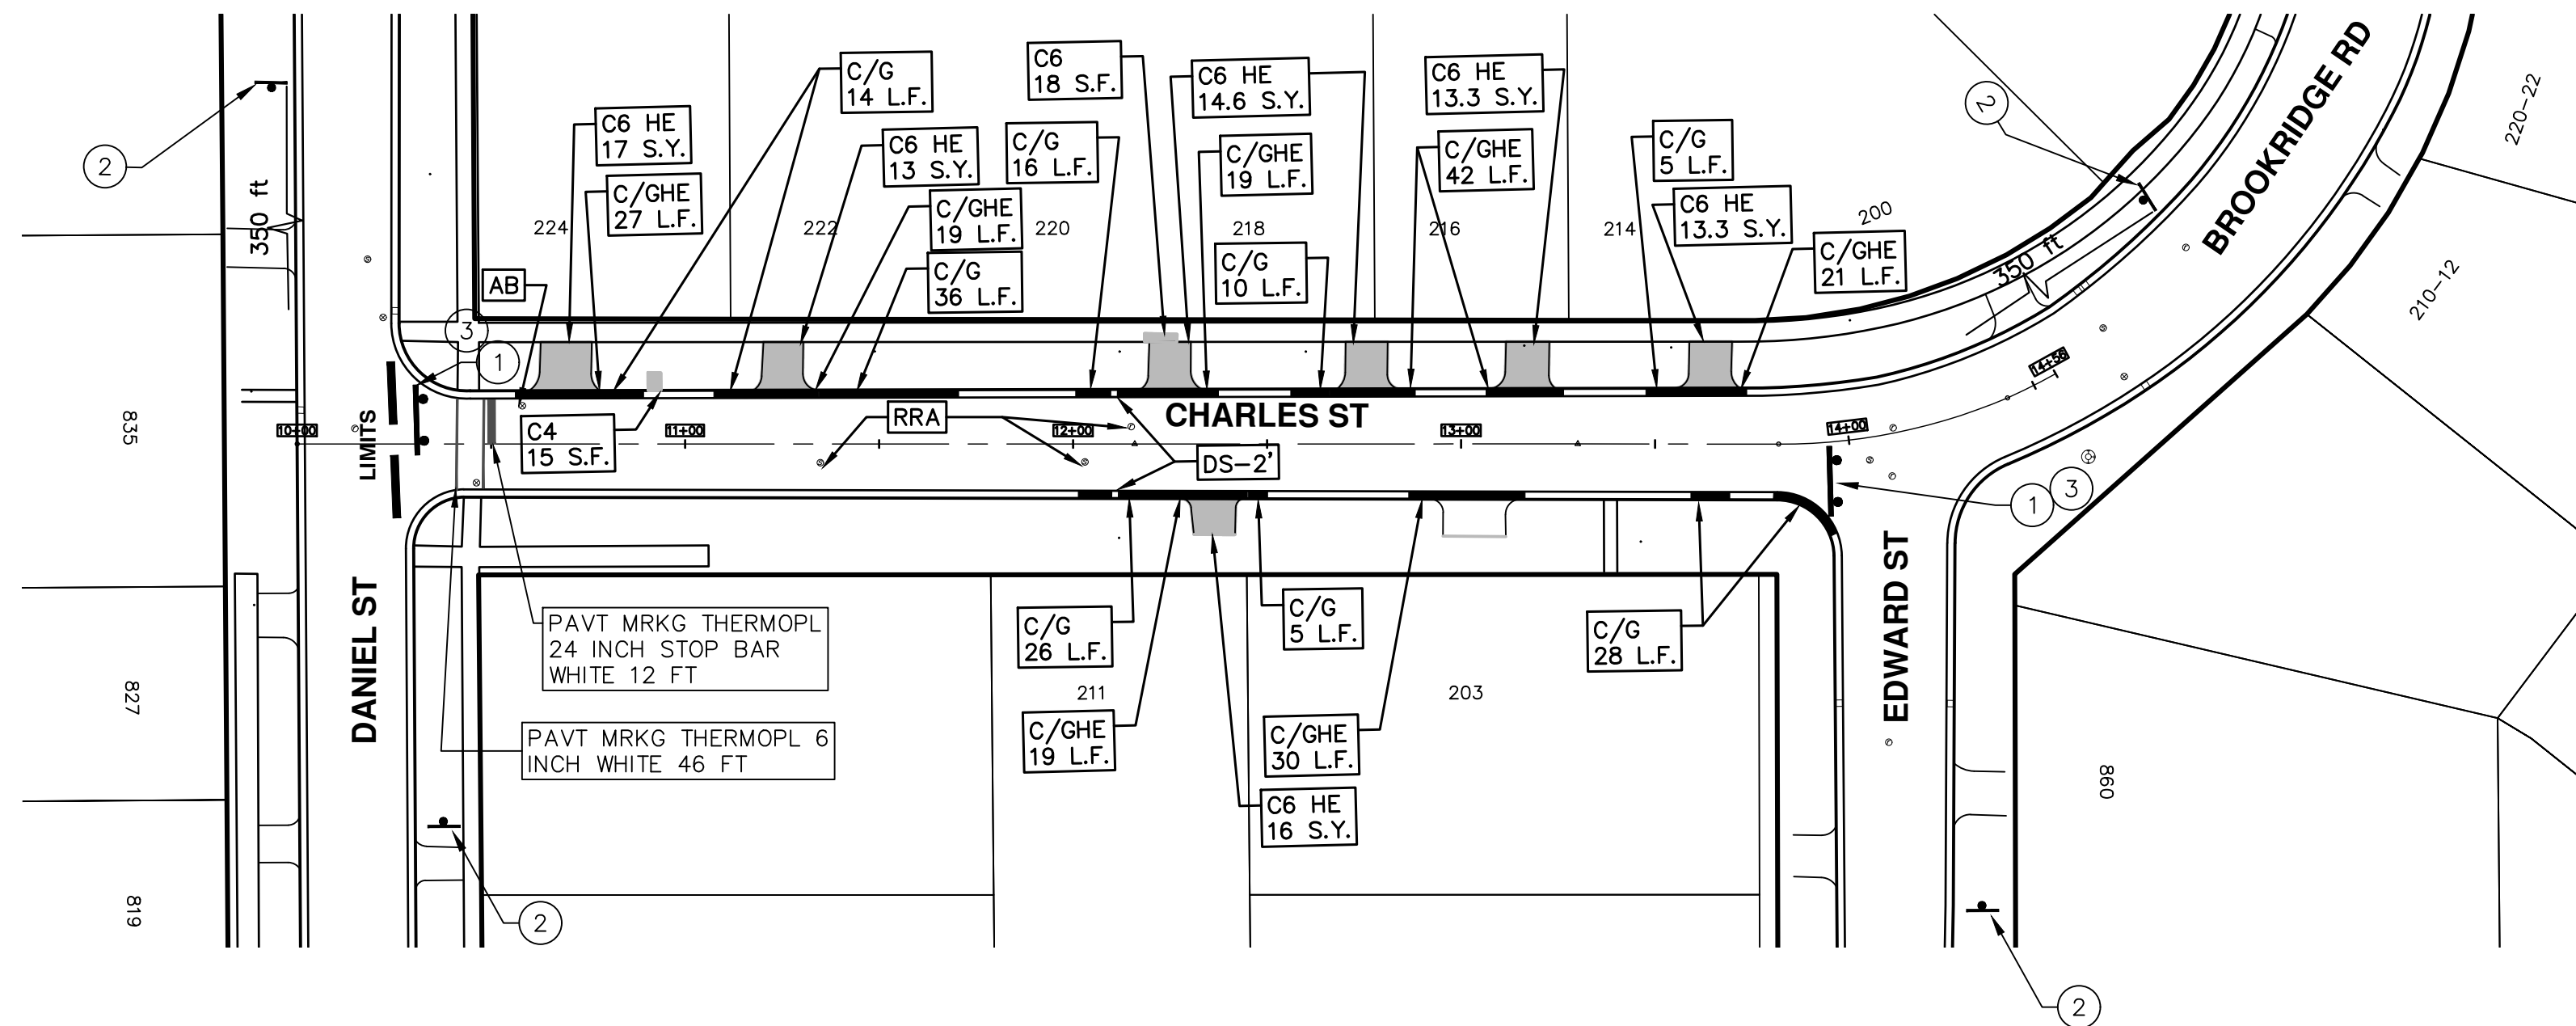 C6
18 S.F.
C/G
14 L.F.
C6 HE
14.6 S.Y.
C6 HE
13.3 S.Y.
C6 HE
17 S.Y.
C6 HE
13 S.Y.
C/G
16 L.F.
C/GHE
19 L.F.
C/GHE
42 L.F.
C/G
5 L.F.
C/GHE
27 L.F.
C/GHE
19 L.F.
C6 HE
13.3 S.Y.
C/G
36 L.F.
C/G
10 L.F.
C/GHE
21 L.F.
2
2
350 ft
350 ft
BROOKRIDGE RD
220-22
210-12
224
222
220
218
216
214
200
AB
3
1
LIMITS
835
10+00
11+00
12+00
13+00
14+00
14+56
C4
15 S.F.
RRA
CHARLES ST
DS-2'
1
3
DANIEL ST
EDWARD ST
PAVT MRKG THERMOPL
24 INCH STOP BAR
WHITE 12 FT
PAVT MRKG THERMOPL 6
INCH WHITE 46 FT
C/G
26 L.F.
C/G
5 L.F.
C/G
28 L.F.
211
203
C/GHE
19 L.F.
C/GHE
30 L.F.
C6 HE
16 S.Y.
827
819
860
2
2